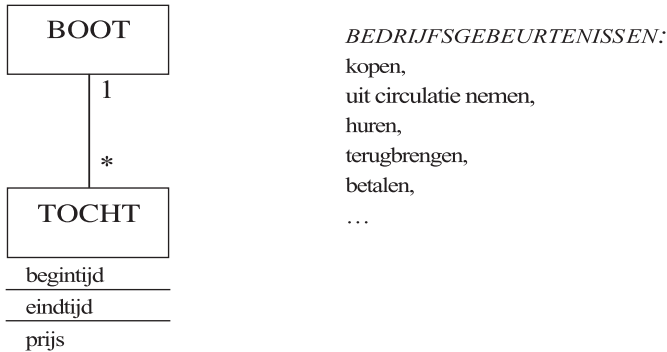 BOOT
1
*
TOCHT
begintijd
eindtijd
prijs
BEDRIJFSGEBEURTENISSEN:
kopen,
uit circulatie nemen,
huren,
terugbrengen,
betalen,
…